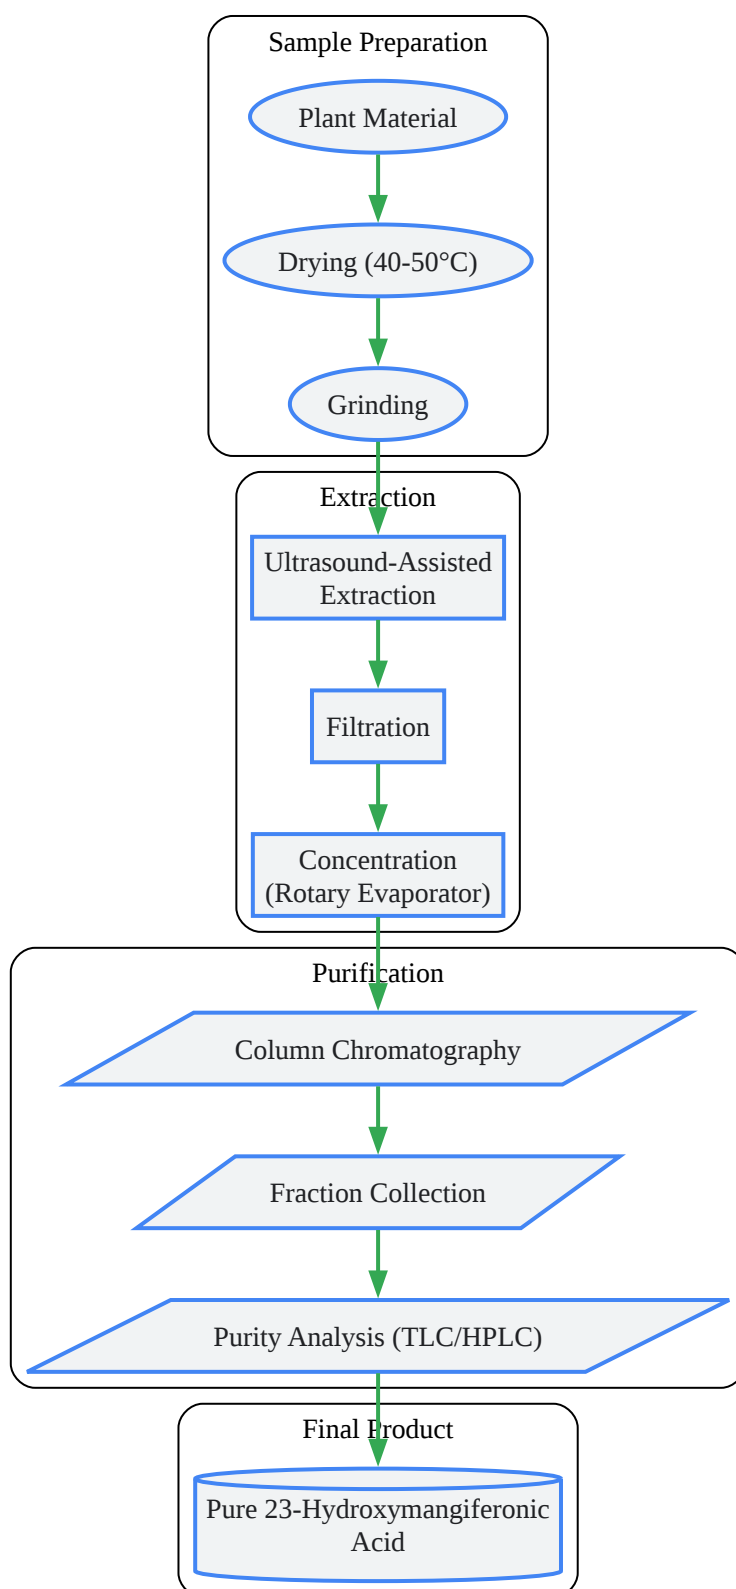 Sample Preparation
Plant Material
Drying (40-50°C)
Grinding
Extraction
Ultrasound-Assisted
Extraction
Filtration
Concentration
(Rotary Evaporator)
Purification
Column Chromatography
Fraction Collection
Purity Analysis (TLC/HPLC)
Final Product
Pure 23-Hydroxymangiferonic
Acid